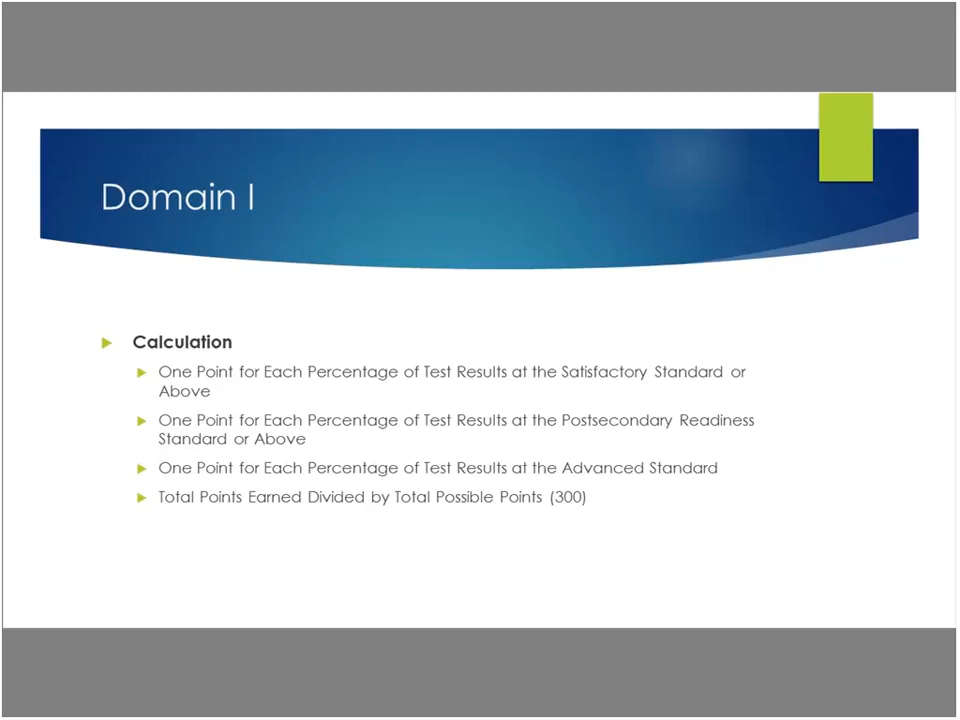 Domain I
Calculation
One Point for Each Percentage of Test Results at the Satisfactory Standard or
Above
One Point for Each Percentage of Test Results at the Postsecondary Readiness
Standard or Above
One Point for Each Percentage of Test Results at the Advanced Standard
Total Points Earned Divided by Total Possible Points (300)